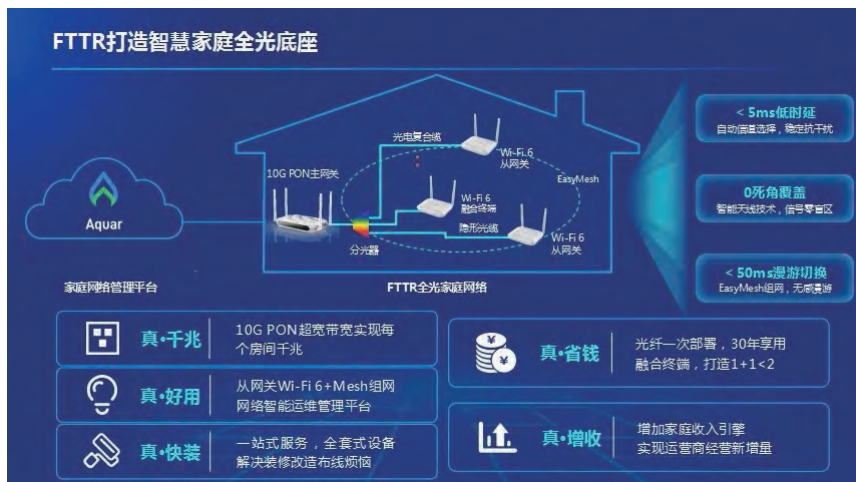 FTTR打造智慧家庭全光底座
光电复合缆
Wi-Fi 6
从网关
10G PON主网关
EasyMesh
Wi-Fi 6
融合终端
隐形光缆
Wi-Fi 6
从网关
分光器
Aquar
家庭网络管理平台
FTTR全光家庭网络
< 5ms低时延
自动信道选择，稳定抗干扰
0死角覆盖
智能天线技术，信号零盲区
< 50ms漫游切换
EasyMesh组网，无感漫游
真•千兆
10G PON超宽带宽实现每
个房间千兆
真•好用
从网关Wi-Fi 6+Mesh组网
网络智能运维管理平台
真•快装
一站式服务，全套式设备
解决装修改造布线烦恼
真•省钱
光纤一次部署，30年享用
融合终端，打造1+1<2
真•增收
增加家庭收入引擎
实现运营商经营新增量